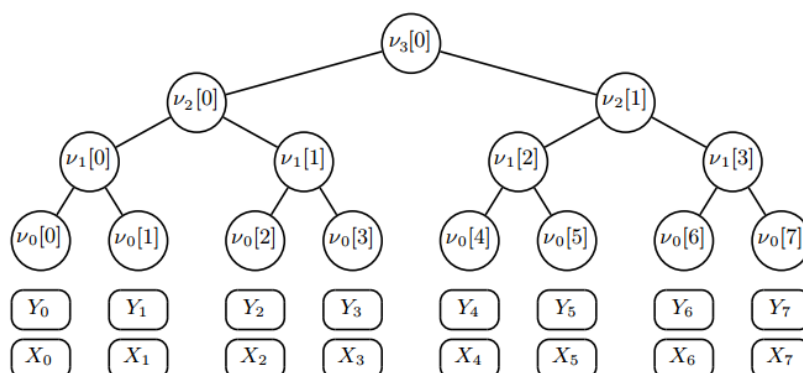 ν₃[0]
ν₂[0] ν₂[1]
ν₁[0] ν₁[1] ν₁[2] ν₁[3]
ν₀[0] ν₀[1] ν₀[2] ν₀[3] ν₀[4] ν₀[5] ν₀[6] ν₀[7]
Y₀ Y₁ Y₂ Y₃ Y₄ Y₅ Y₆ Y₇
X₀ X₁ X₂ X₃ X₄ X₅ X₆ X₇